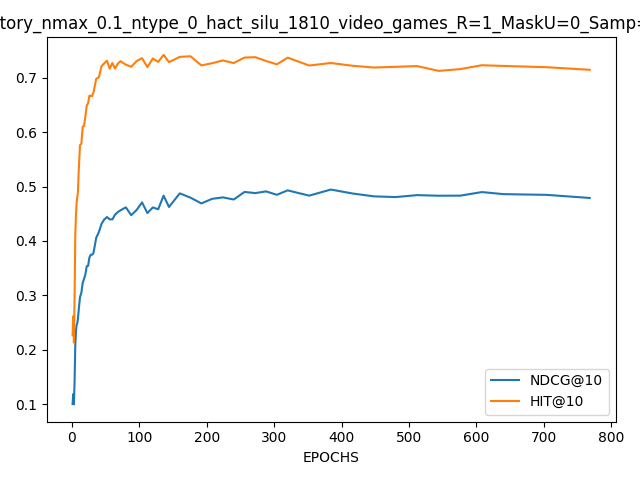 tory_nmax_0.1_ntype_0_hact_silu_1810_video_games_R=1_MaskU=0_Samp=
0.7
0.6
0.5
0.4
0.3
0.2
0.1
NDCG@10
HIT@10
0 100 200 300 400 500 600 700 800
EPOCHS